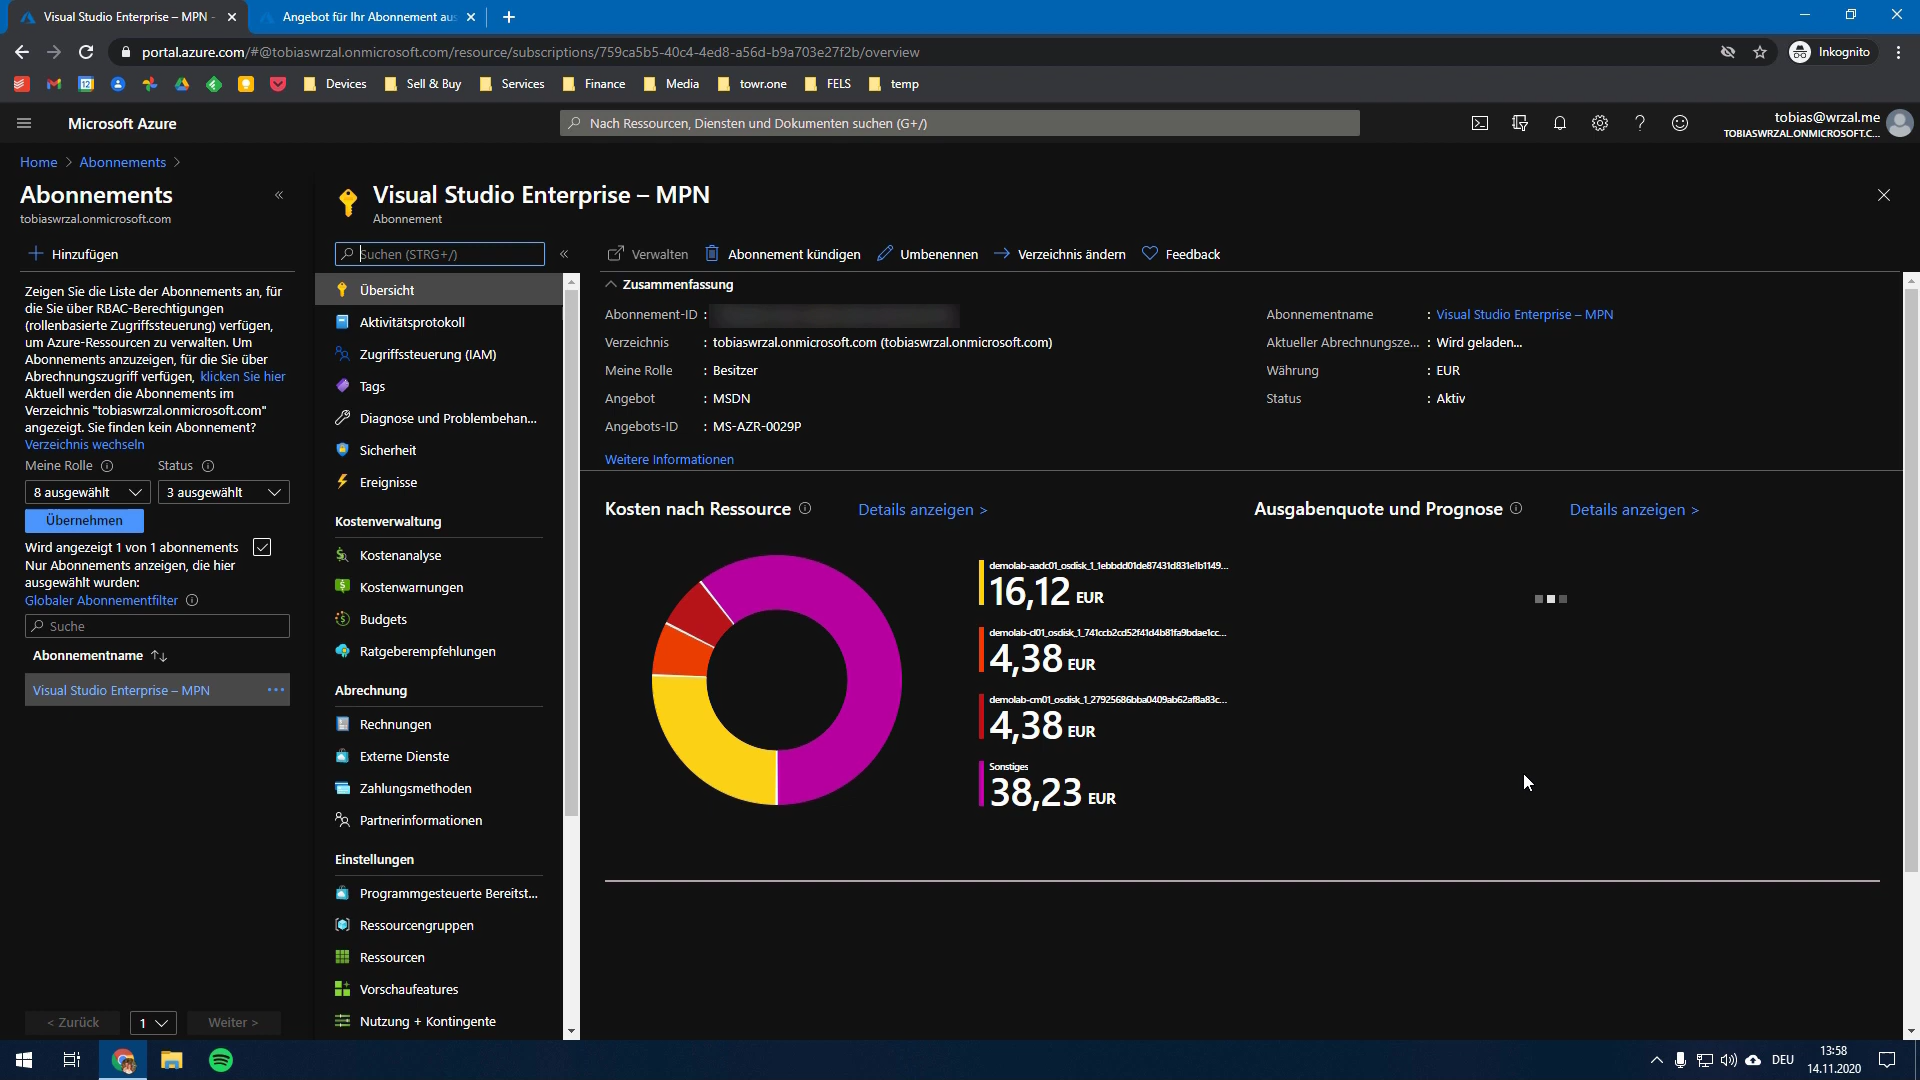 Visual Studio Enterprise – MPN -
Angebot für Ihr Abonnement aus
portal.azure.com/#@tobiaswrzal.onmicrosoft.com/resource/subscriptions/759ca5b5-40c4-4ed8-a56d-b9a703e27f2b/overview
Inkognito
12
Devices
Sell & Buy
Services
Finance
Media
towr.one
FELS
temp
Microsoft Azure
Nach Ressourcen, Diensten und Dokumenten suchen (G+/)
tobias@wrzal.me
TOBIASWRZAL.ONMICROSOFT.C...
Home > Abonnements >
Abonnements
tobiaswrzal.onmicrosoft.com
Hinzufügen
Zeigen Sie die Liste der Abonnements an, für
die Sie über RBAC-Berechtigungen
(rollenbasierte Zugriffssteuerung) verfügen,
um Azure-Ressourcen zu verwalten. Um
Abonnements anzuzeigen, für die Sie über
Abrechnungszugriff verfügen, klicken Sie hier
Aktuell werden die Abonnements im
Verzeichnis "tobiaswrzal.onmicrosoft.com"
angezeigt. Sie finden kein Abonnement?
Verzeichnis wechseln
Meine Rolle
Status
8 ausgewählt
3 ausgewählt
Übernehmen
Wird angezeigt 1 von 1 abonnements
Nur Abonnements anzeigen, die hier
ausgewählt wurden:
Globaler Abonnementfilter
Suche
Abonnementname
Visual Studio Enterprise – MPN
< Zurück
1
Weiter >
Visual Studio Enterprise – MPN
Abonnement
Suchen (STRG+/)
Übersicht
Aktivitätsprotokoll
Zugriffssteuerung (IAM)
Tags
Diagnose und Problembehan...
Sicherheit
Ereignisse
Kostenverwaltung
Kostenanalyse
Kostenwarnungen
Budgets
Ratgeberempfehlungen
Abrechnung
Rechnungen
Externe Dienste
Zahlungsmethoden
Partnerinformationen
Einstellungen
Programmgesteuerte Bereitst...
Ressourcengruppen
Ressourcen
Vorschaufeatures
Nutzung + Kontingente
Verwalten
Abonnement kündigen
Umbenennen
Verzeichnis ändern
Feedback
Zusammenfassung
Abonnement-ID :
Verzeichnis : tobiaswrzal.onmicrosoft.com (tobiaswrzal.onmicrosoft.com)
Meine Rolle : Besitzer
Angebot : MSDN
Angebots-ID : MS-AZR-0029P
Weitere Informationen
Abonnementname : Visual Studio Enterprise – MPN
Aktueller Abrechnungsze... : Wird geladen...
Währung : EUR
Status : Aktiv
Kosten nach Ressource
Details anzeigen >
demolab-aadc01_osdisk_1_1ebbdd01de87431d831e1b1149...
16,12 EUR
demolab-cl01_osdisk_1_741ccb2cd52f41d4b81fa9bdae1cc...
4,38 EUR
demolab-cm01_osdisk_1_27925686bba0409ab62af8a83c...
4,38 EUR
Sonstiges
38,23 EUR
Ausgabenquote und Prognose
Details anzeigen >
DEU
13:58
14.11.2020